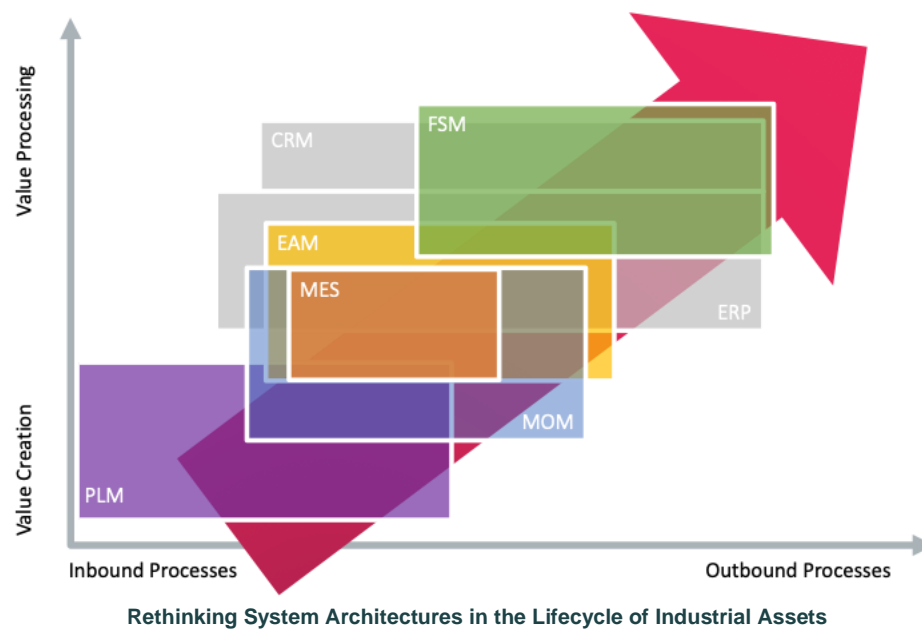 Value Processing
CRM
FSM
EAM
MES
ERP
MOM
PLM
Value Creation
Inbound Processes
Outbound Processes
Rethinking System Architectures in the Lifecycle of Industrial Assets